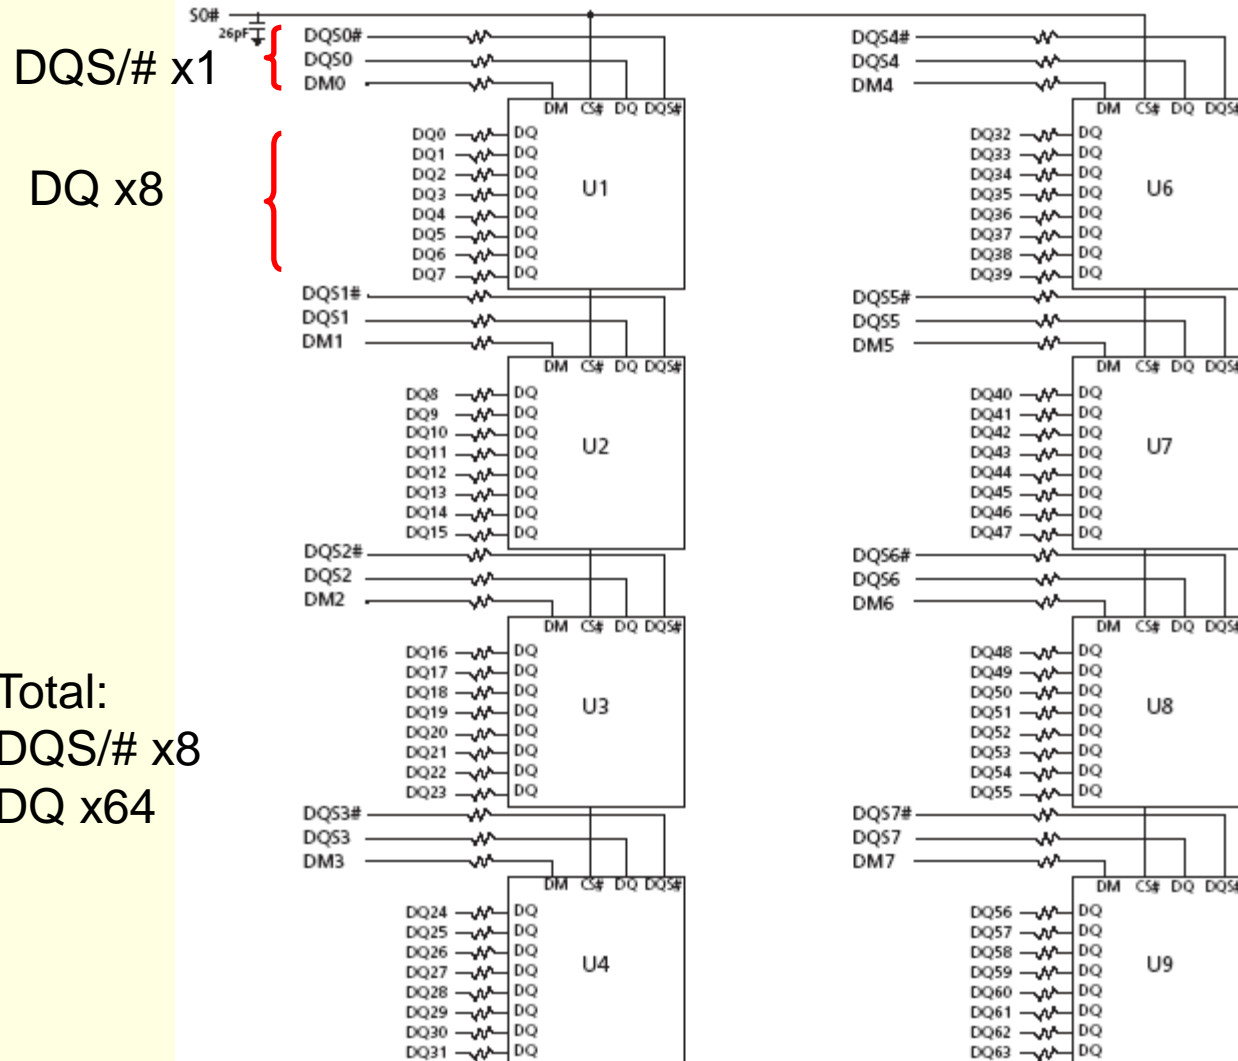 S0#
26pF
DQS/# x1
DQS0#
DQS0
DM0
DM CS# DQ DQS#
DQ x8
DQ0 DQ
DQ1 DQ
DQ2 DQ
DQ3 DQ
DQ4 DQ
DQ5 DQ
DQ6 DQ
DQ7 DQ
U1
DQS1#
DQS1
DM1
DM CS# DQ DQS#
DQ8 DQ
DQ9 DQ
DQ10 DQ
DQ11 DQ
DQ12 DQ
DQ13 DQ
DQ14 DQ
DQ15 DQ
U2
DQS2#
DQS2
DM2
DM CS# DQ DQS#
DQ16 DQ
DQ17 DQ
DQ18 DQ
DQ19 DQ
DQ20 DQ
DQ21 DQ
DQ22 DQ
DQ23 DQ
U3
Total:
DQS/# x8
DQ x64
DQS3#
DQS3
DM3
DM CS# DQ DQS#
DQ24 DQ
DQ25 DQ
DQ26 DQ
DQ27 DQ
DQ28 DQ
DQ29 DQ
DQ30 DQ
DQ31 DQ
U4
DQS4#
DQS4
DM4
DM CS# DQ DQS#
DQ32 DQ
DQ33 DQ
DQ34 DQ
DQ35 DQ
DQ36 DQ
DQ37 DQ
DQ38 DQ
DQ39 DQ
U6
DQS5#
DQS5
DM5
DM CS# DQ DQS#
DQ40 DQ
DQ41 DQ
DQ42 DQ
DQ43 DQ
DQ44 DQ
DQ45 DQ
DQ46 DQ
DQ47 DQ
U7
DQS6#
DQS6
DM6
DM CS# DQ DQS#
DQ48 DQ
DQ49 DQ
DQ50 DQ
DQ51 DQ
DQ52 DQ
DQ53 DQ
DQ54 DQ
DQ55 DQ
U8
DQS7#
DQS7
DM7
DM CS# DQ DQS#
DQ56 DQ
DQ57 DQ
DQ58 DQ
DQ59 DQ
DQ60 DQ
DQ61 DQ
DQ62 DQ
DQ63 DQ
U9